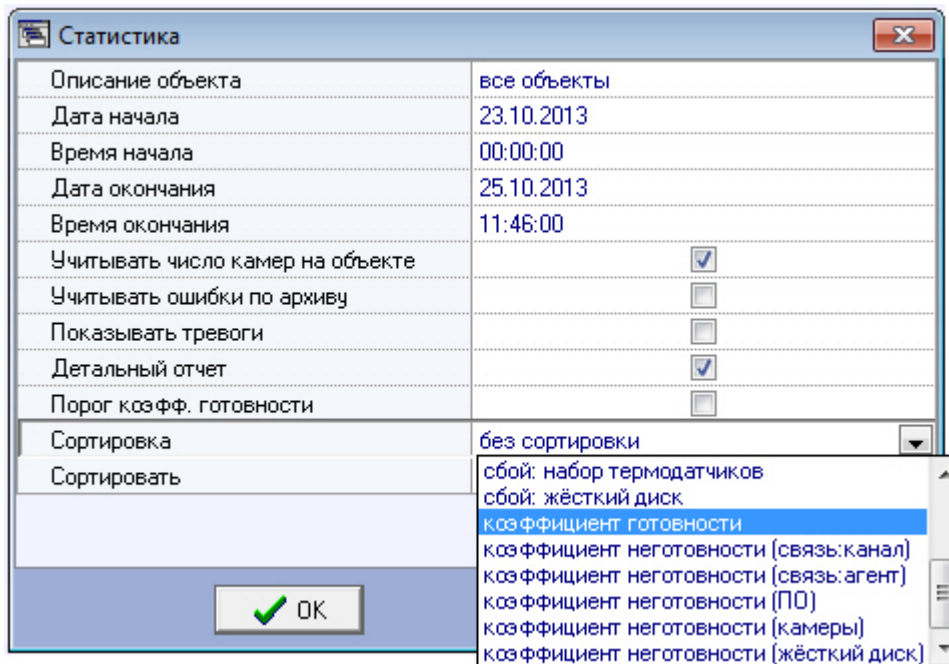 Статистика
Описание объекта все объекты
Дата начала 23.10.2013
Время начала 00:00:00
Дата окончания 25.10.2013
Время окончания 11:46:00
Учитывать число камер на объекте
Учитывать ошибки по архиву
Показывать тревоги
Детальный отчет
Порог коэфф. готовности
Сортировка без сортировки
Сортировать
сбой: набор термодатчиков
сбой: жёсткий диск
коэффициент готовности
коэффициент неготовности (связь:канал)
коэффициент неготовности (связь:агент)
коэффициент неготовности (ПО)
коэффициент неготовности (камеры)
коэффициент неготовности (жёсткий диск)
OK